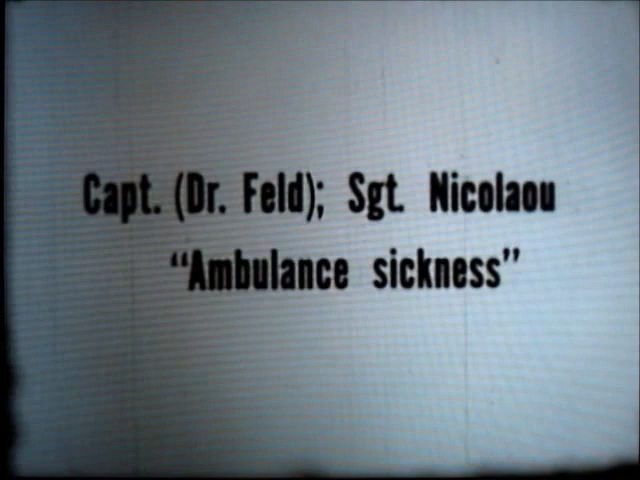 Capt. (Dr. Feld); Sgt. Nicolaou
“Ambulance sickness”